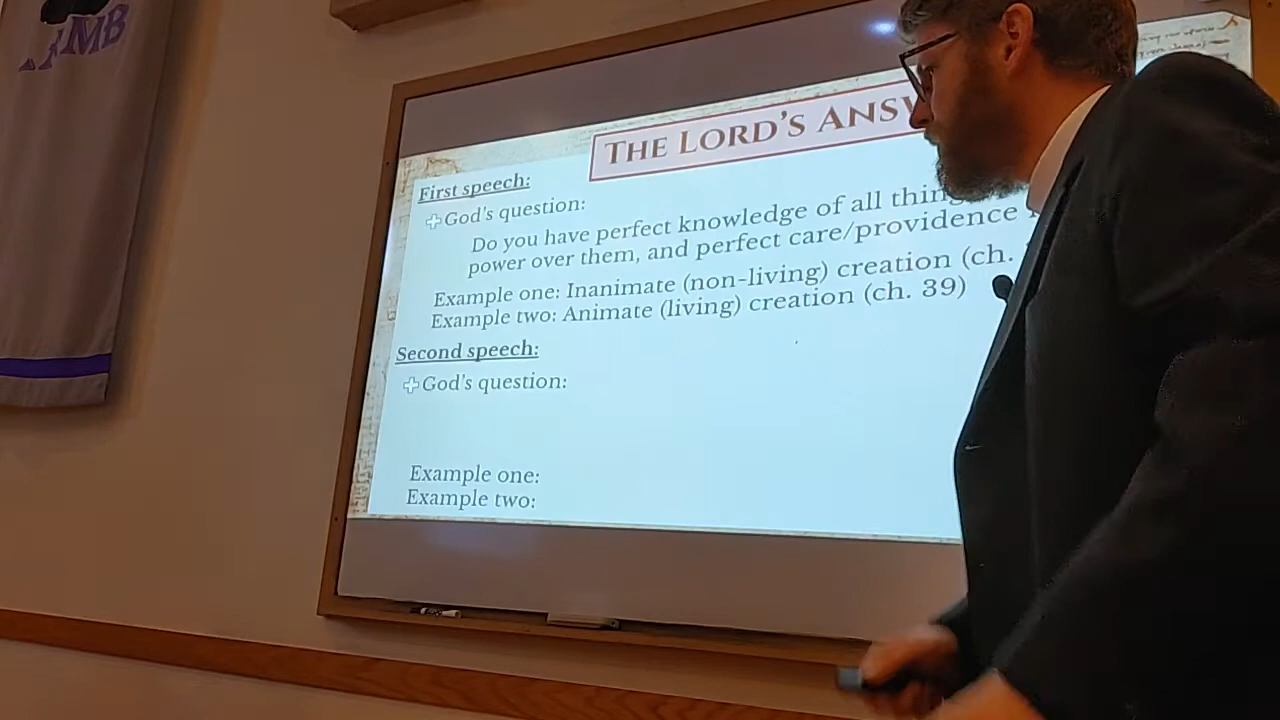 AMB
THE LORD'S ANSW
First speech:
God's question:
Do you have perfect knowledge of all thing
power over them, and perfect care/providence
Example one: Inanimate (non-living) creation (ch.
Example two: Animate (living) creation (ch. 39)
Second speech:
God's question:
Example one:
Example two: